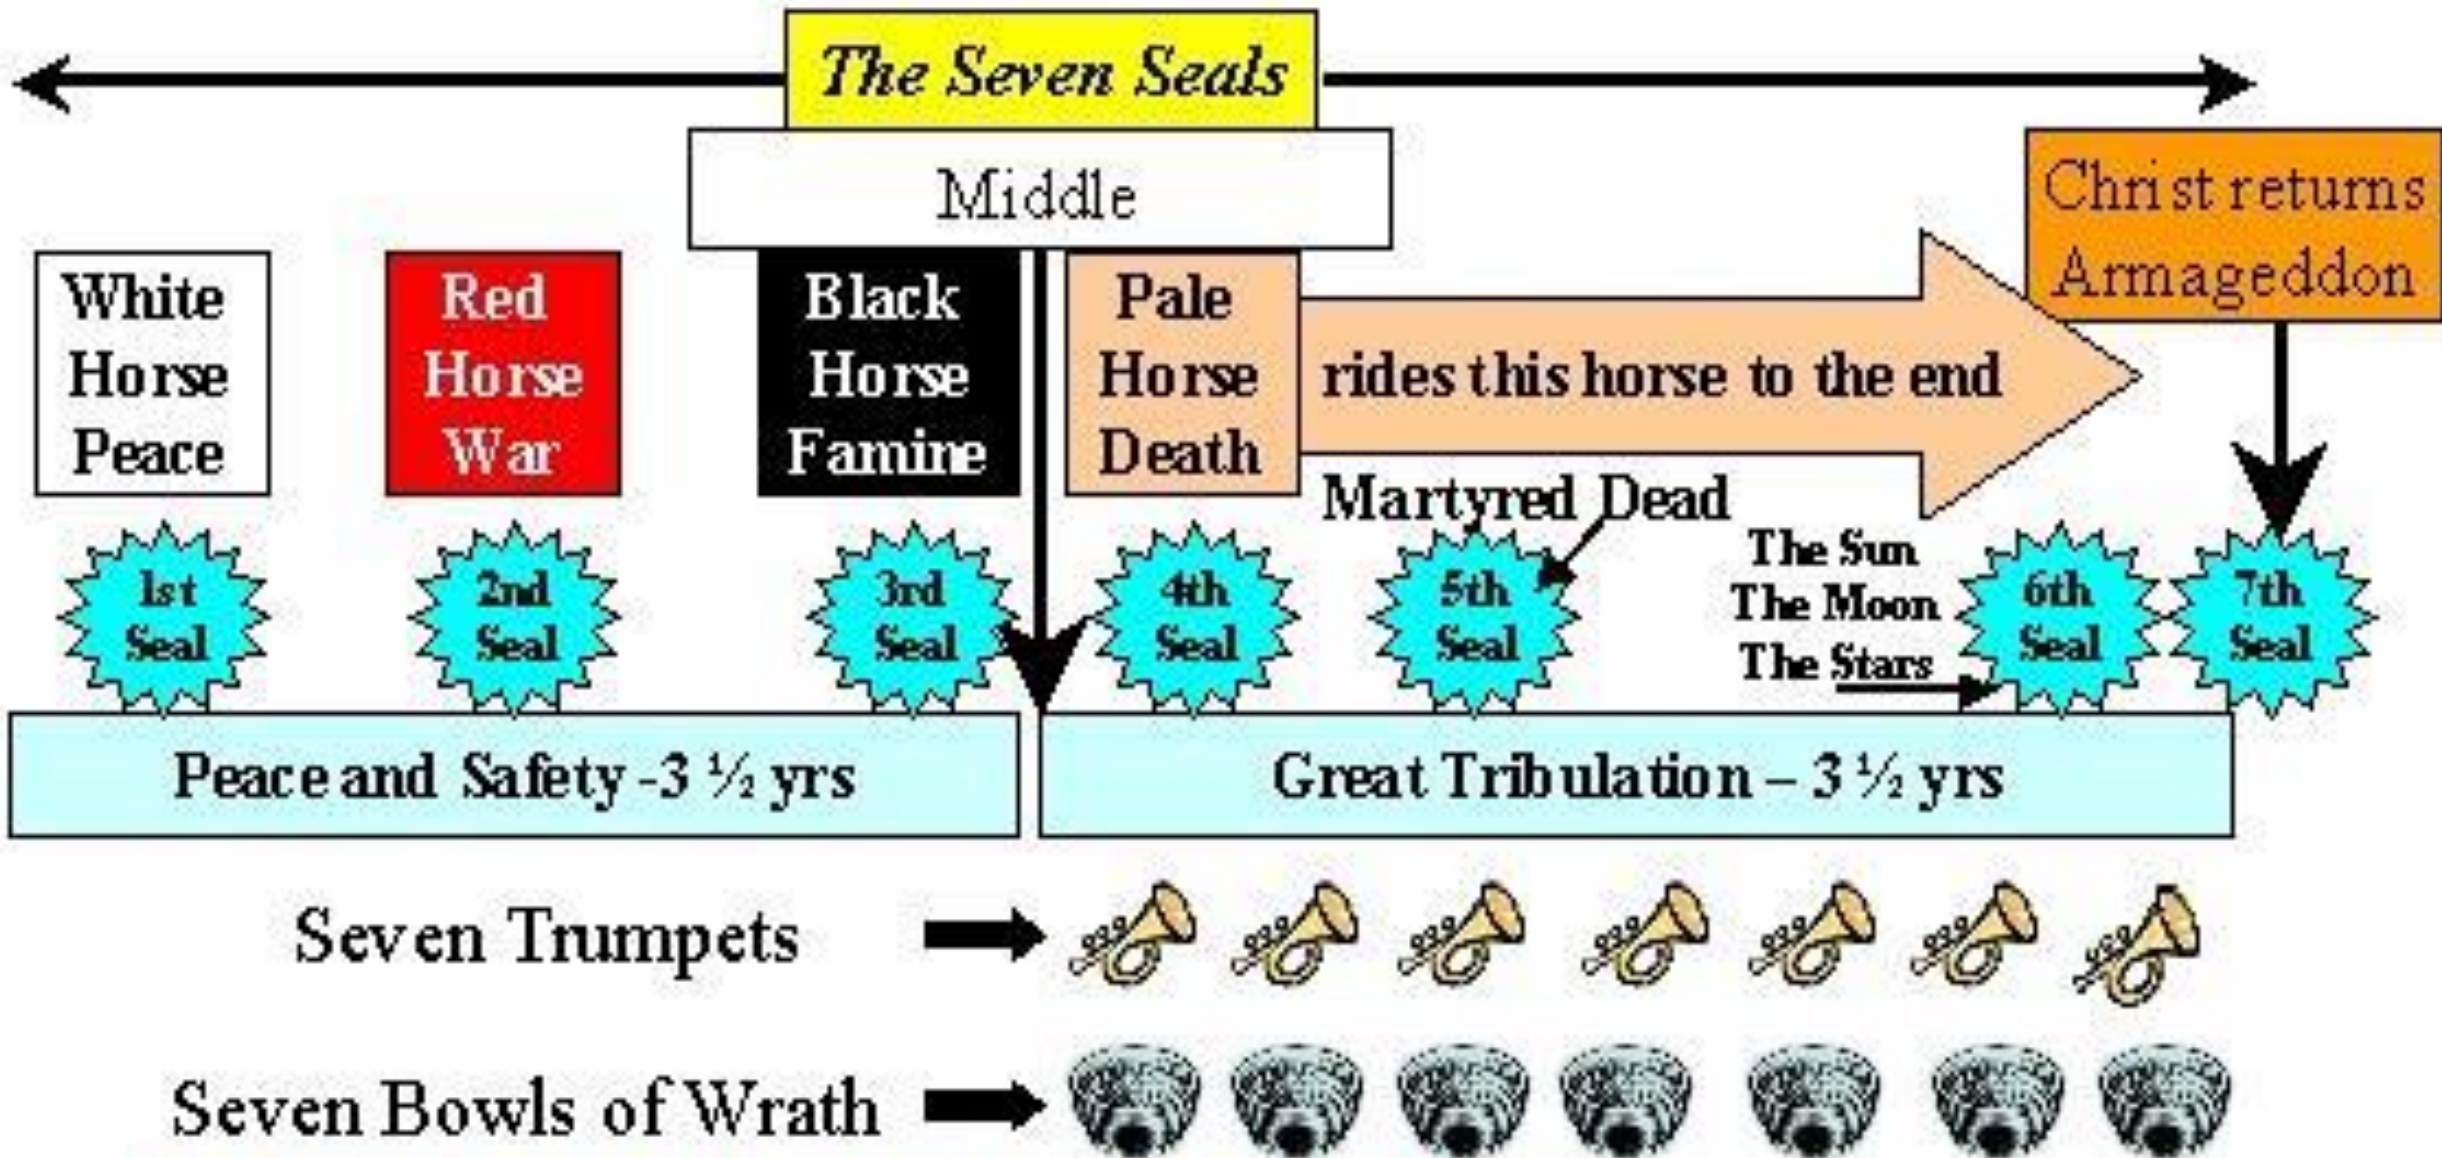 The Seven Seals
Middle
Christ returns
Armageddon
White
Horse
Peace
Red
Horse
War
Black
Horse
Famine
Pale
Horse
Death
rides this horse to the end
Martyred Dead
The Sun
The Moon
The Stars
1st
Seal
2nd
Seal
3rd
Seal
4th
Seal
5th
Seal
6th
Seal
7th
Seal
Peace and Safety -3 ½ yrs
Great Tribulation – 3 ½ yrs
Seven Trumpets
Seven Bowls of Wrath